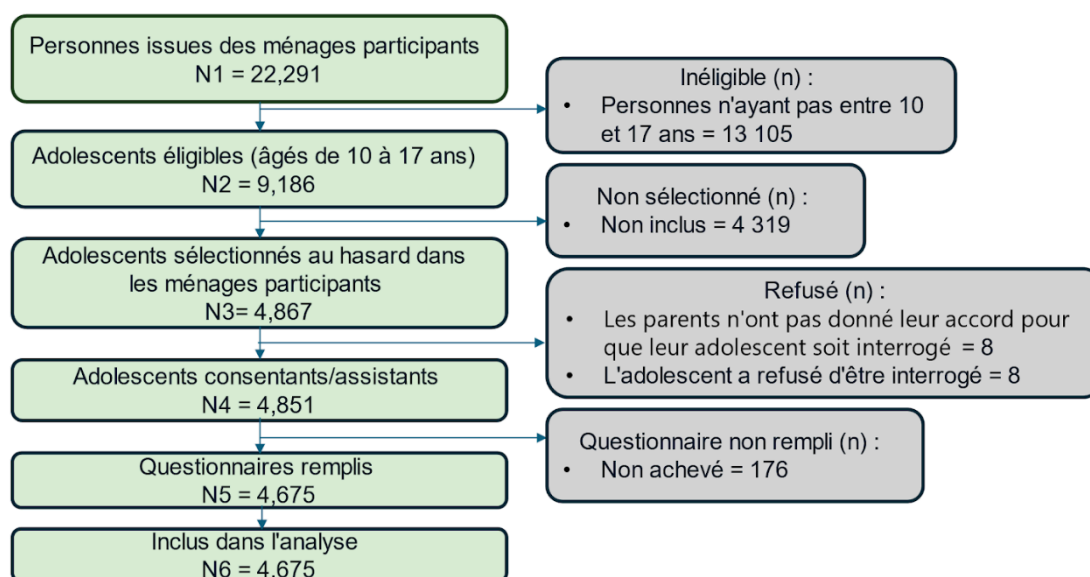 Personnes issues des ménages participants
N1 = 22,291
Inéligible (n) :
• Personnes n'ayant pas entre 10
et 17 ans = 13 105
Adolescents éligibles (âgés de 10 à 17 ans)
N2 = 9,186
Non sélectionné (n) :
• Non inclus = 4 319
Adolescents sélectionnés au hasard dans
les ménages participants
N3= 4,867
Refusé (n) :
• Les parents n'ont pas donné leur accord pour
que leur adolescent soit interrogé = 8
• L'adolescent a refusé d'être interrogé = 8
Adolescents consentants/assistants
N4 = 4,851
Questionnaire non rempli (n) :
• Non achevé = 176
Questionnaires remplis
N5 = 4,675
Inclus dans l'analyse
N6 = 4,675